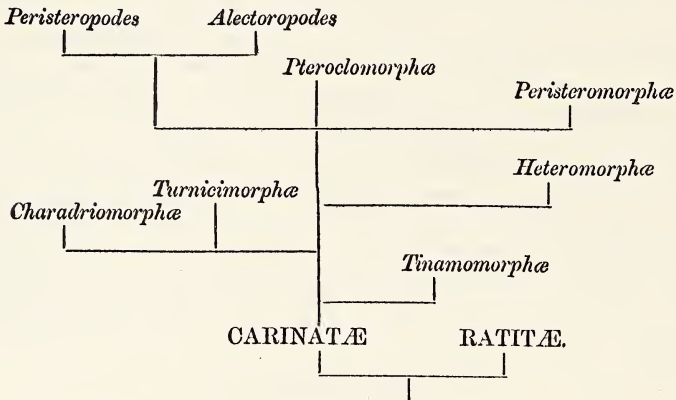 Peristeropodes Alectoropodes
Pteroclomorphæ
Peristeromorphæ
Heteromorphæ
Turnicimorphæ
Charadriomorphæ
Tinamomorphæ
CARINATÆ RATITÆ.